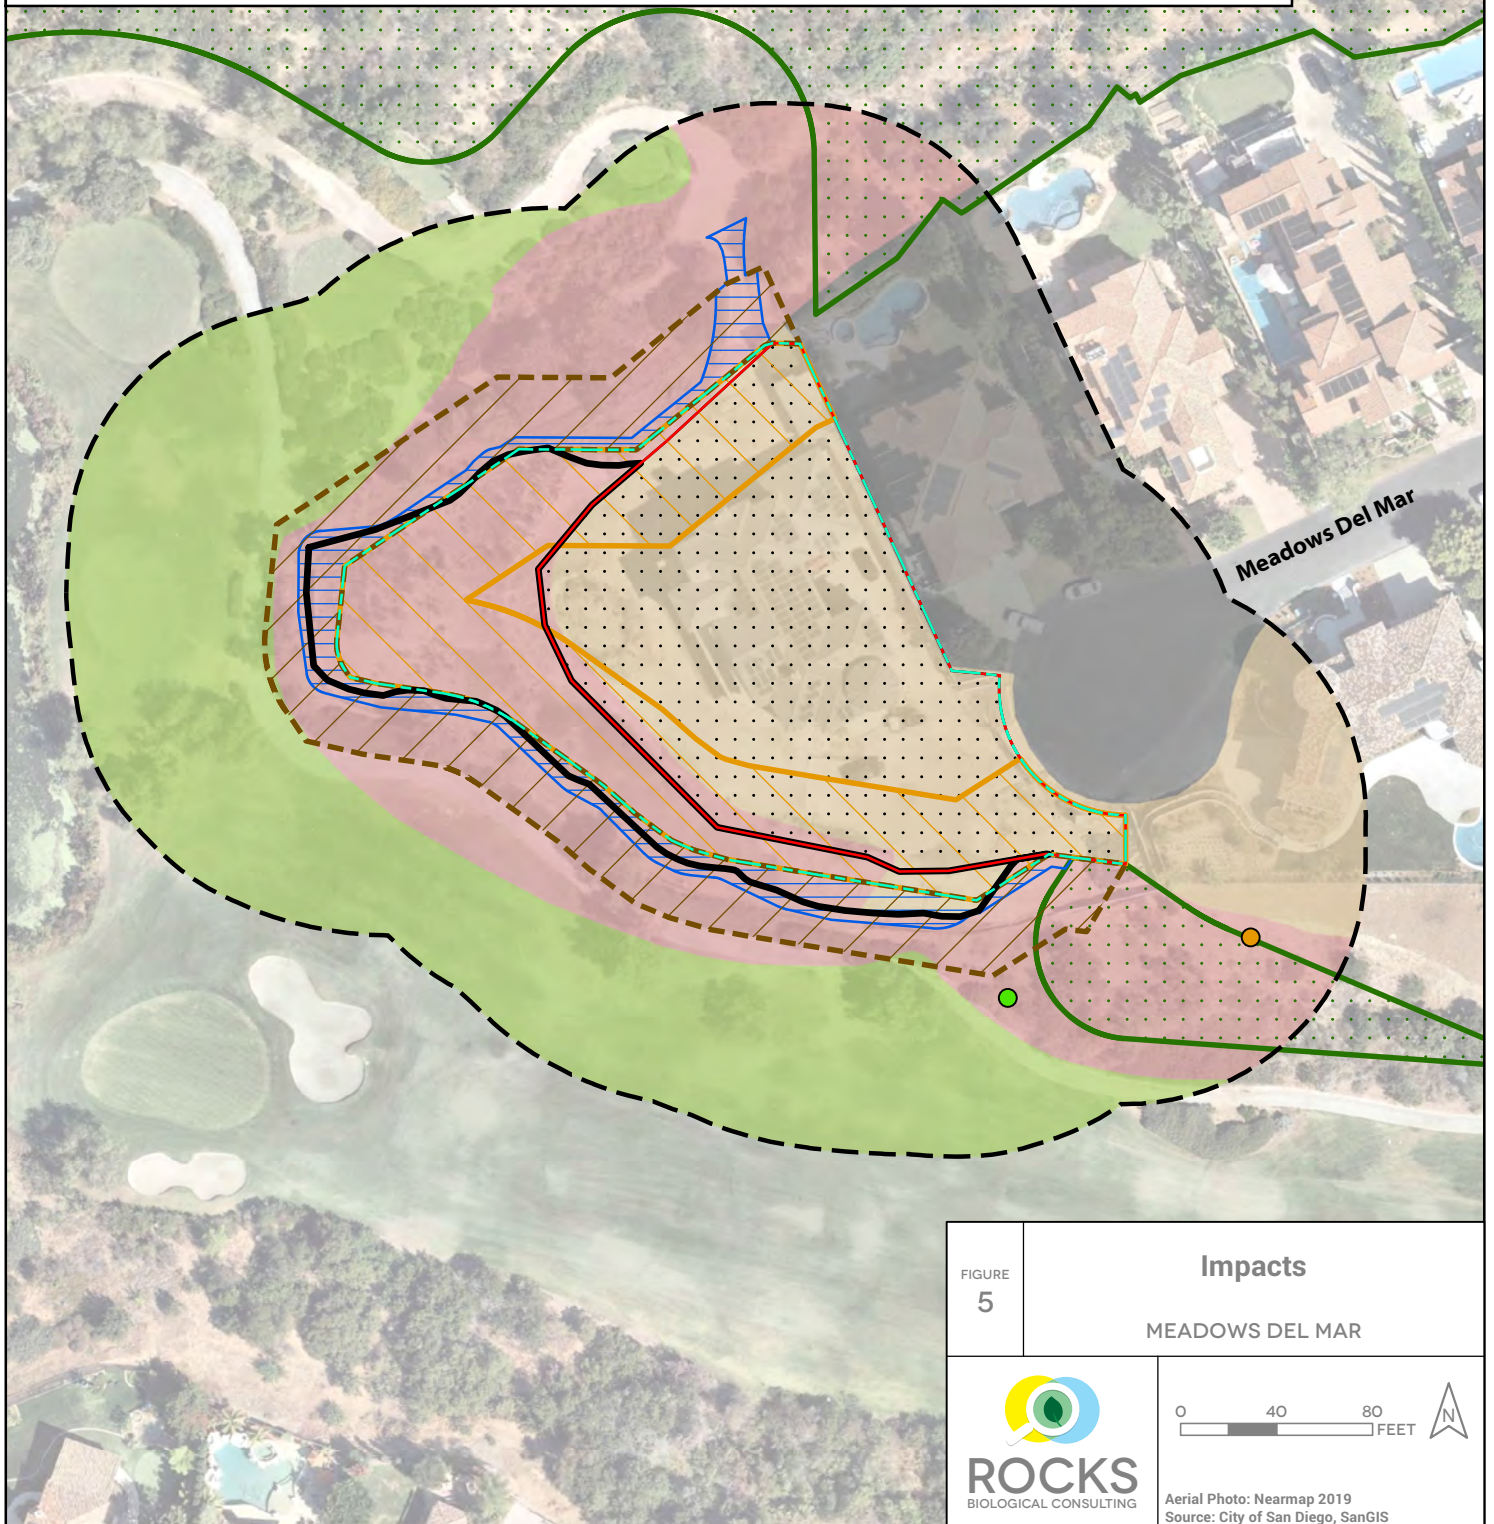 Meadows Del Mar
FIGURE
5
Impacts
MEADOWS DEL MAR
ROCKS
BIOLOGICAL CONSULTING
0 40 80
FEET
N
Aerial Photo: Nearmap 2019
Source: City of San Diego, SanGIS